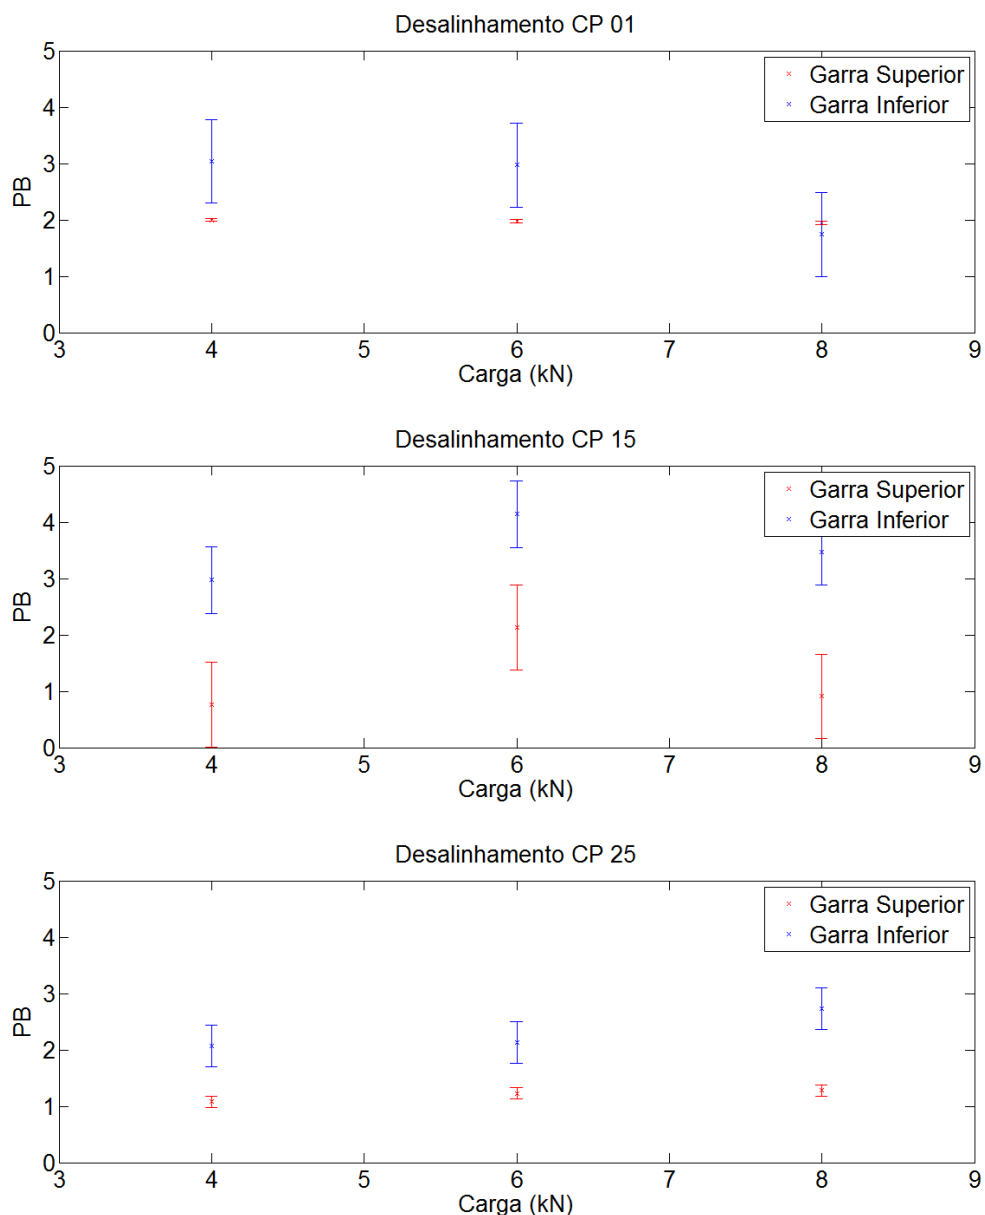 Desalinhamento CP 01
5
4
3
2
1
0
PB
Garra Superior
Garra Inferior
3 4 5 6 7 8 9
Carga (kN)
Desalinhamento CP 15
5
4
3
2
1
0
PB
Garra Superior
Garra Inferior
3 4 5 6 7 8 9
Carga (kN)
Desalinhamento CP 25
5
4
3
2
1
0
PB
Garra Superior
Garra Inferior
3 4 5 6 7 8 9
Carga (kN)